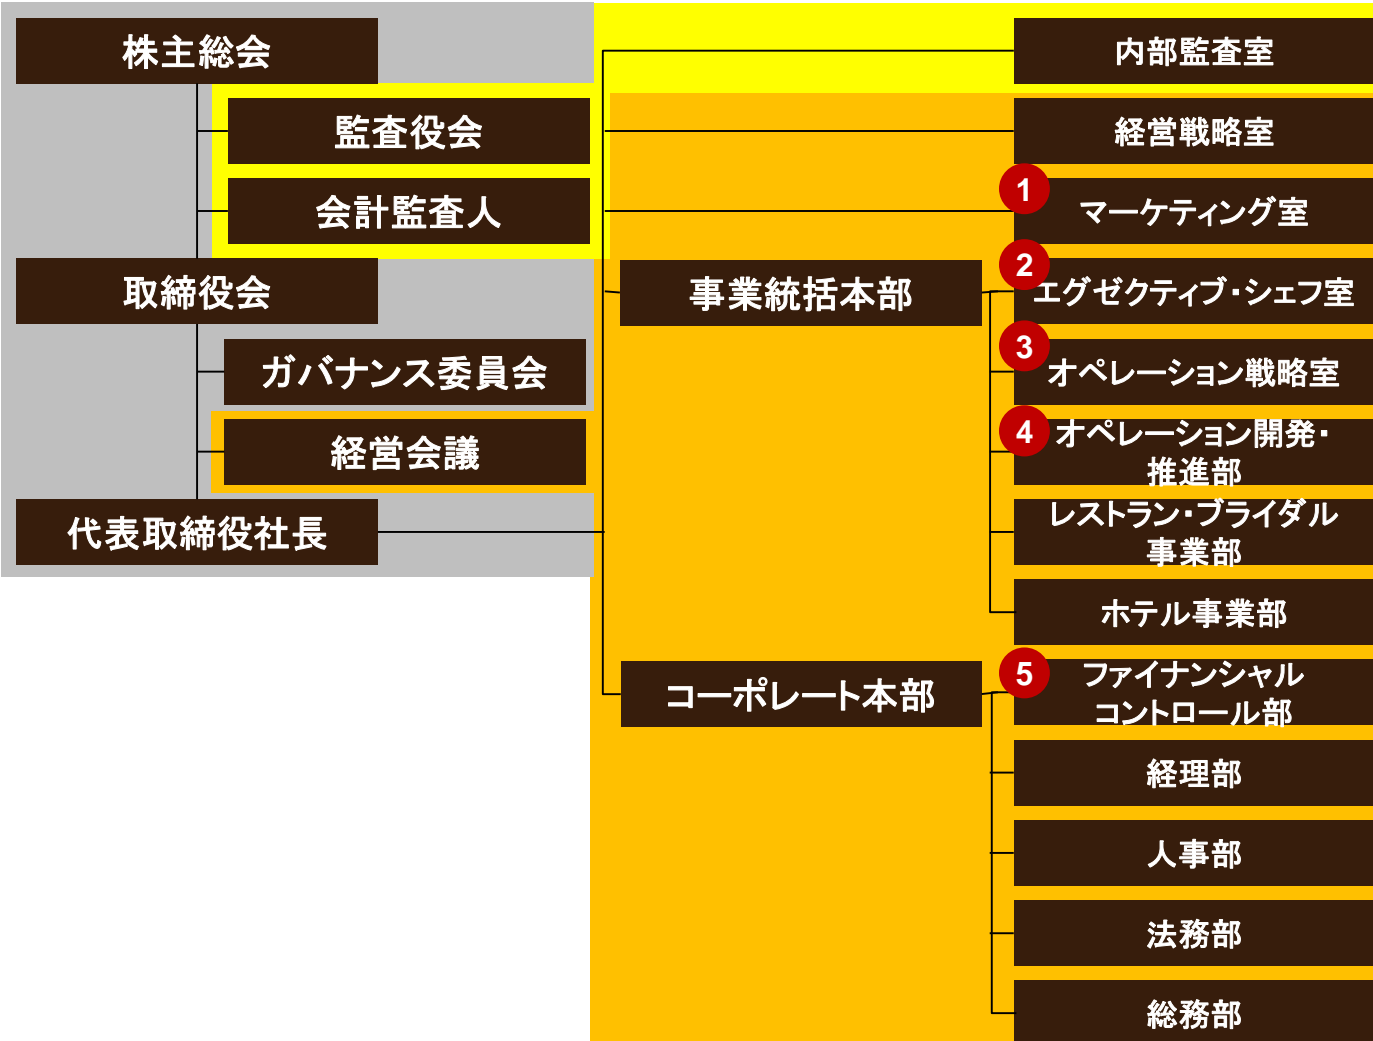 株主総会
監査役会
会計監査人
取締役会
ガバナンス委員会
経営会議
代表取締役社長
事業統括本部
コーポレート本部
内部監査室
経営戦略室
1
マーケティング室
2
エグゼクティブ・シェフ室
3
オペレーション戦略室
4
オペレーション開発・
推進部
レストラン・ブライダル
事業部
ホテル事業部
5
ファイナンシャル
コントロール部
経理部
人事部
法務部
総務部